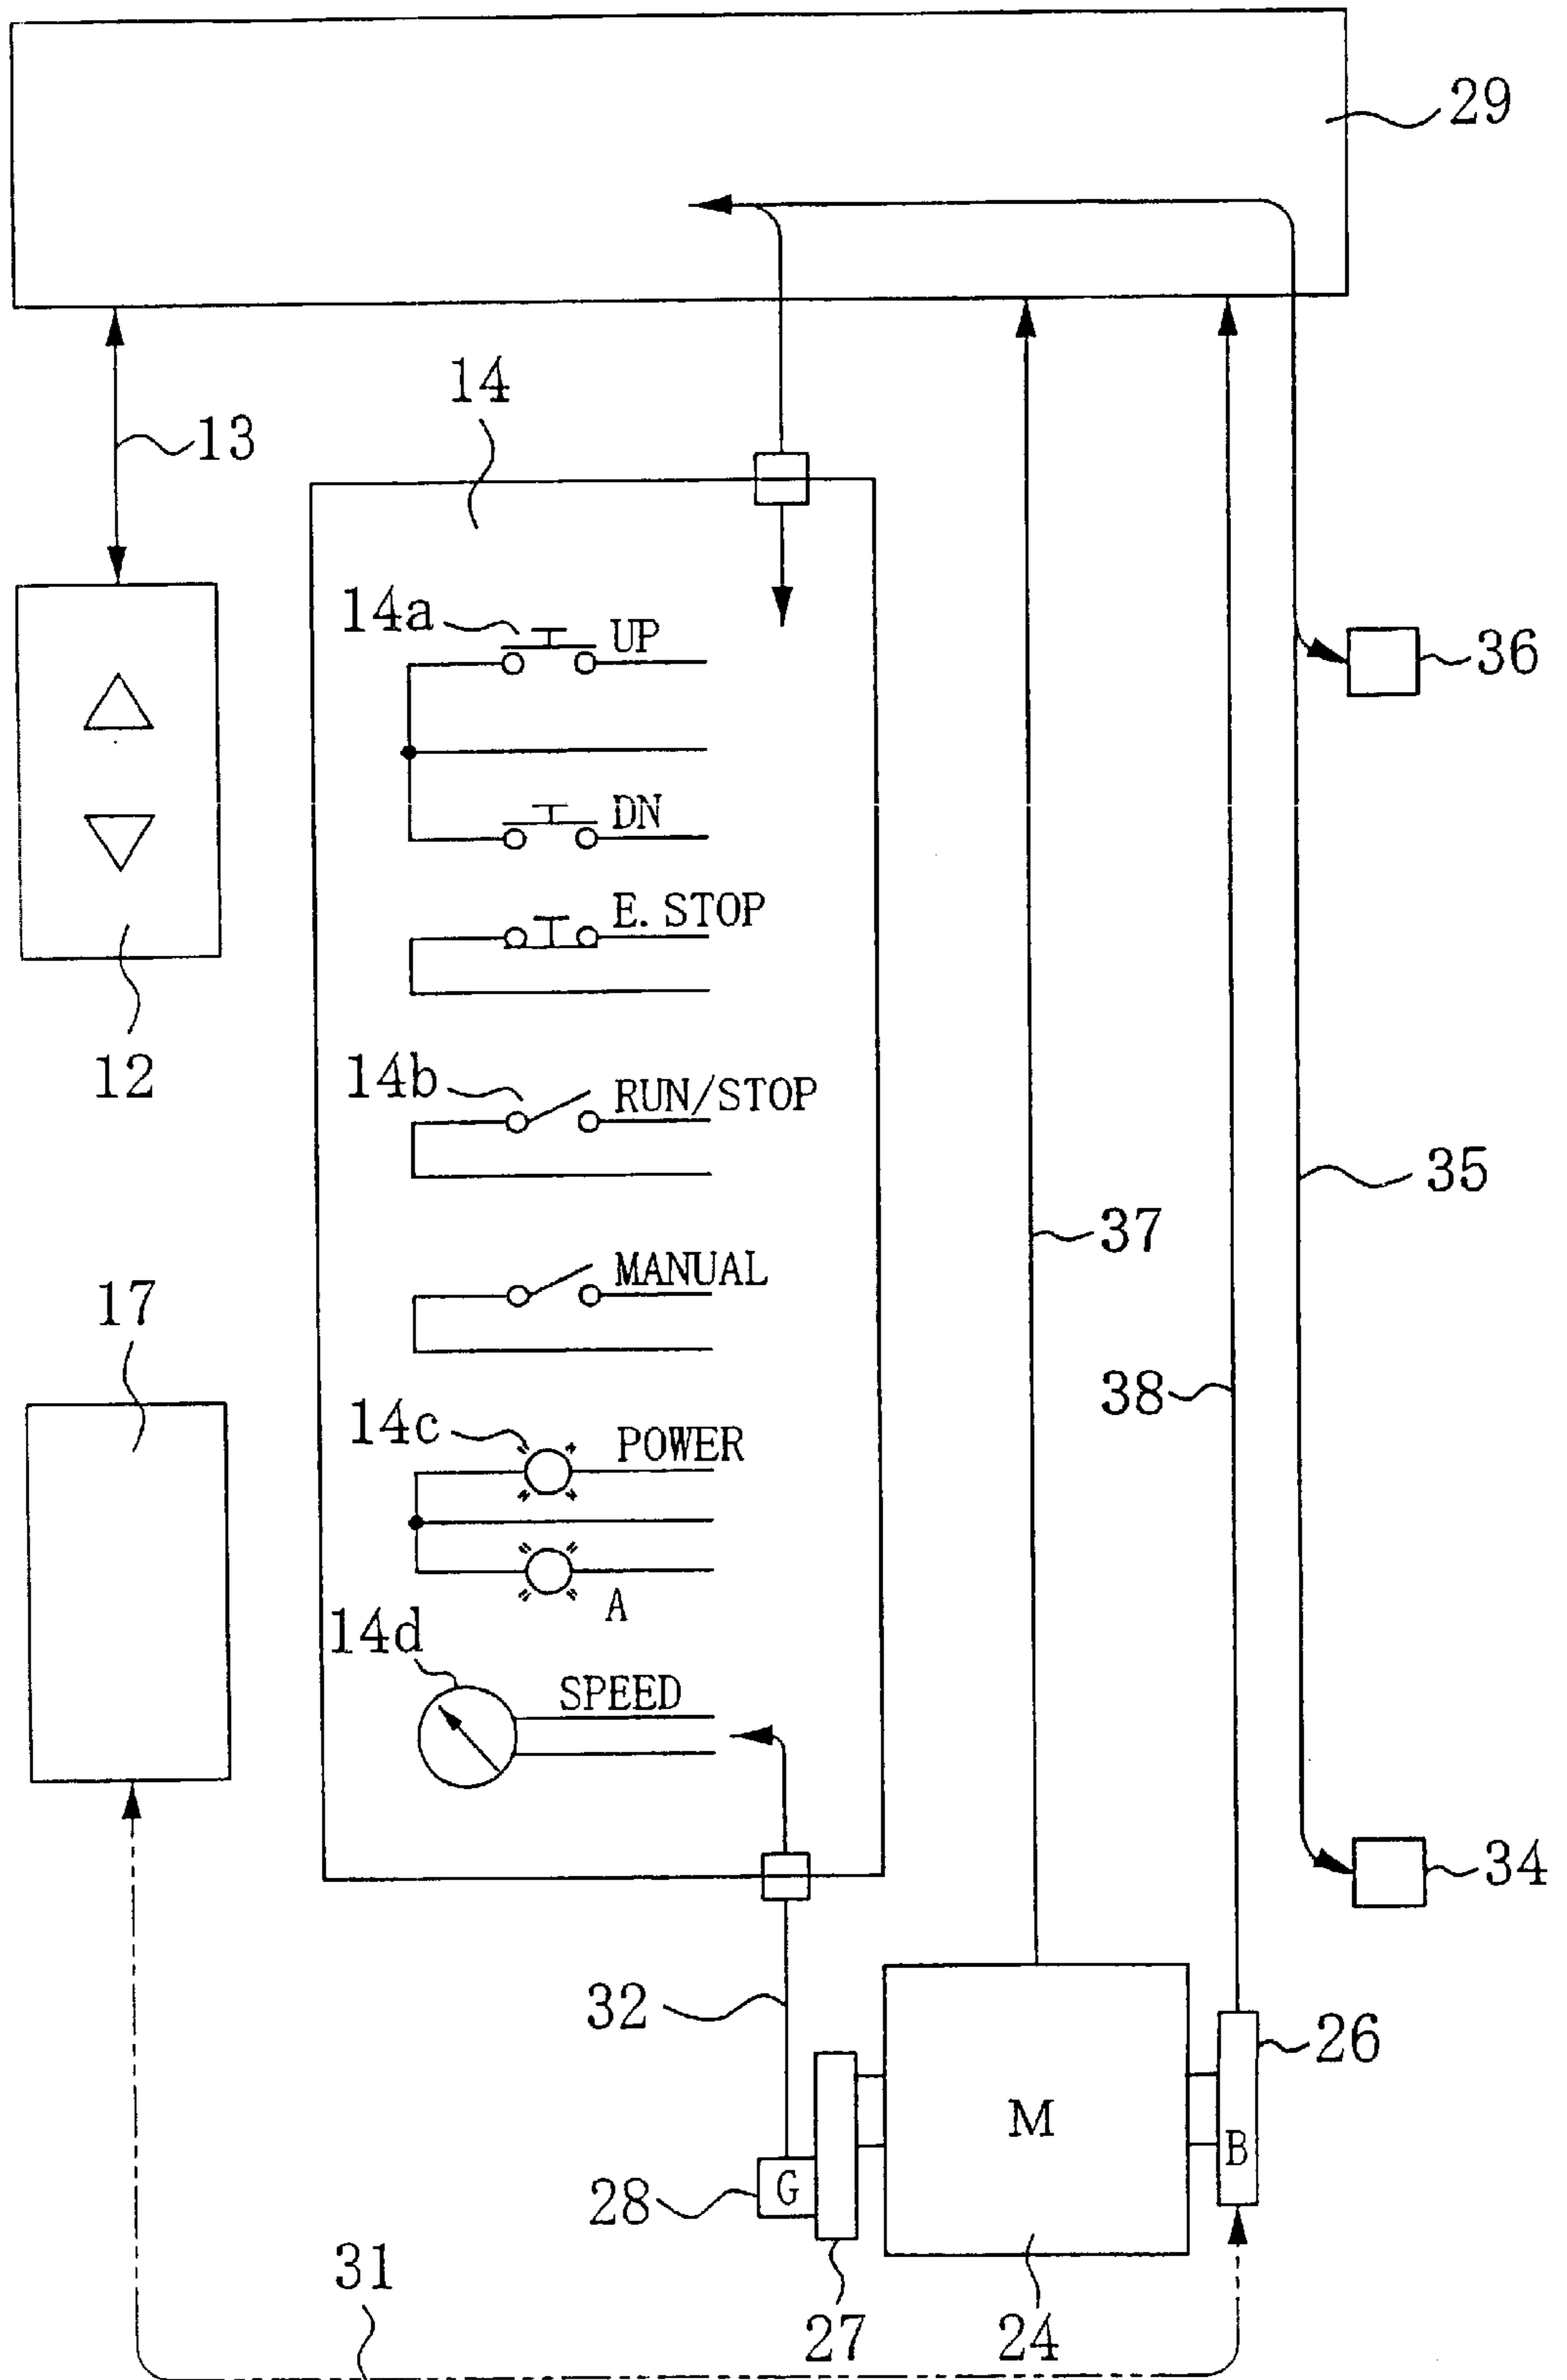 29
14
13
14a UP
36
DN
E. STOP
12
14b RUN/STOP
35
37
MANUAL
17
38
14c POWER
A
14d
SPEED
34
32
26
M
B
28 G
31
27 24